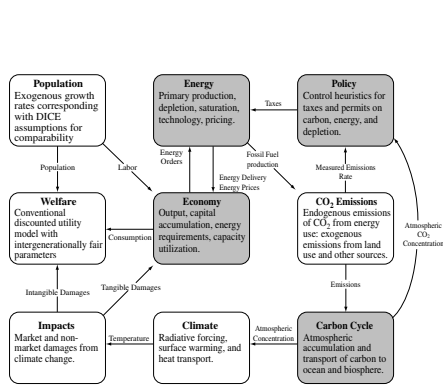 Population
Exogenous growth
rates corresponding
with DICE
assumptions for
comparability
Energy
Primary production,
depletion, saturation,
technology, pricing.
Policy
Control heuristics for
taxes and permits on
carbon, energy, and
depletion.
Taxes
Population
Labor
Energy
Orders
Energy Delivery
Energy Prices
Fossil Fuel
production
Measured Emissions
Rate
Welfare
Conventional
discounted utility
model with
intergenerationally fair
parameters
Consumption
Economy
Output, capital
accumulation, energy
requirements, capacity
utilization.
CO2 Emissions
Endogenous emissions
of CO2 from energy
use: exogenous
emissions from land
use and other sources.
Atmospheric
CO2
Concentration
Intangible Damages
Tangible Damages
Emissions
Impacts
Market and non-
market damages from
climate change.
Temperature
Climate
Radiative forcing,
surface warming, and
heat transport.
Atmospheric
Concentration
Carbon Cycle
Atmospheric
accumulation and
transport of carbon to
ocean and biosphere.